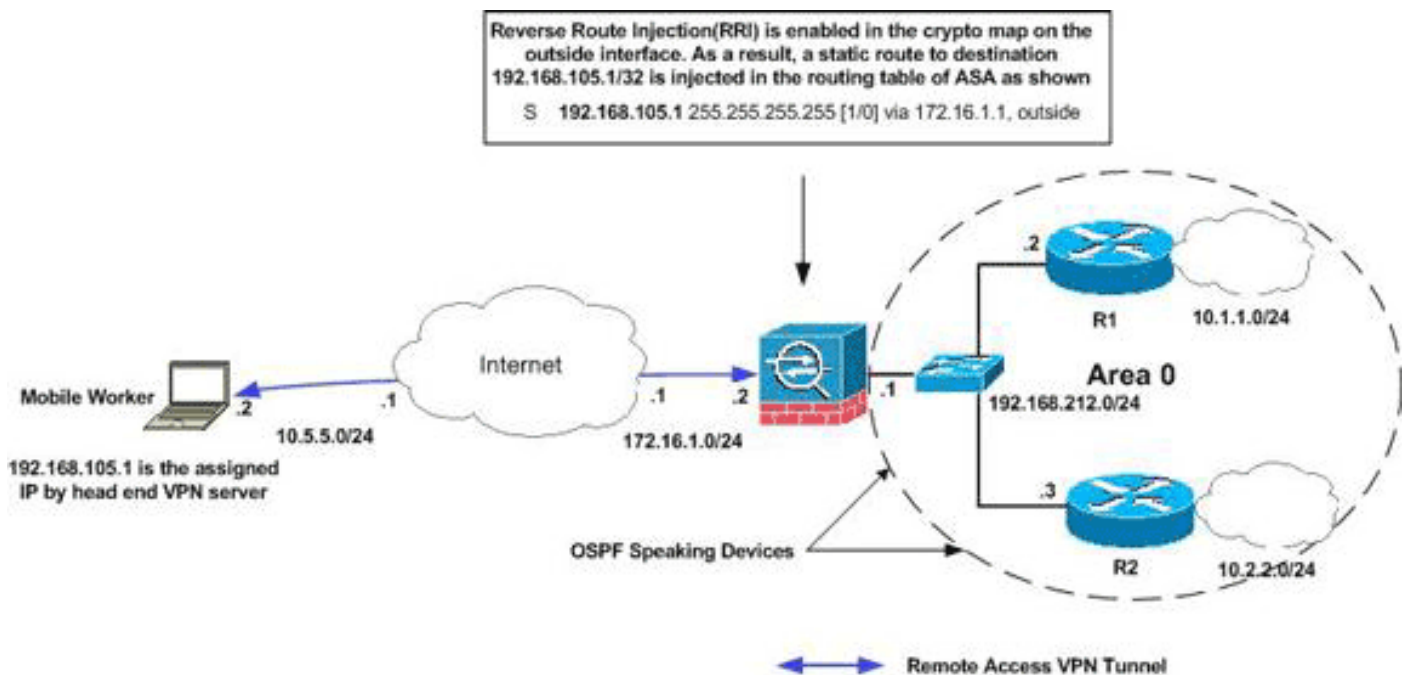 Reverse Route Injection(RRI) is enabled in the crypto map on the
outside interface. As a result, a static route to destination
192.168.105.1/32 is injected in the routing table of ASA as shown
S 192.168.105.1 255.255.255.255 [1/0] via 172.16.1.1, outside
.2
R1
10.1.1.0/24
Internet
Area 0
Mobile Worker
.2
.1
.1
.2
.1
192.168.212.0/24
10.5.5.0/24
172.16.1.0/24
192.168.105.1 is the assigned
IP by head end VPN server
.3
OSPF Speaking Devices
R2
10.2.2.0/24
Remote Access VPN Tunnel